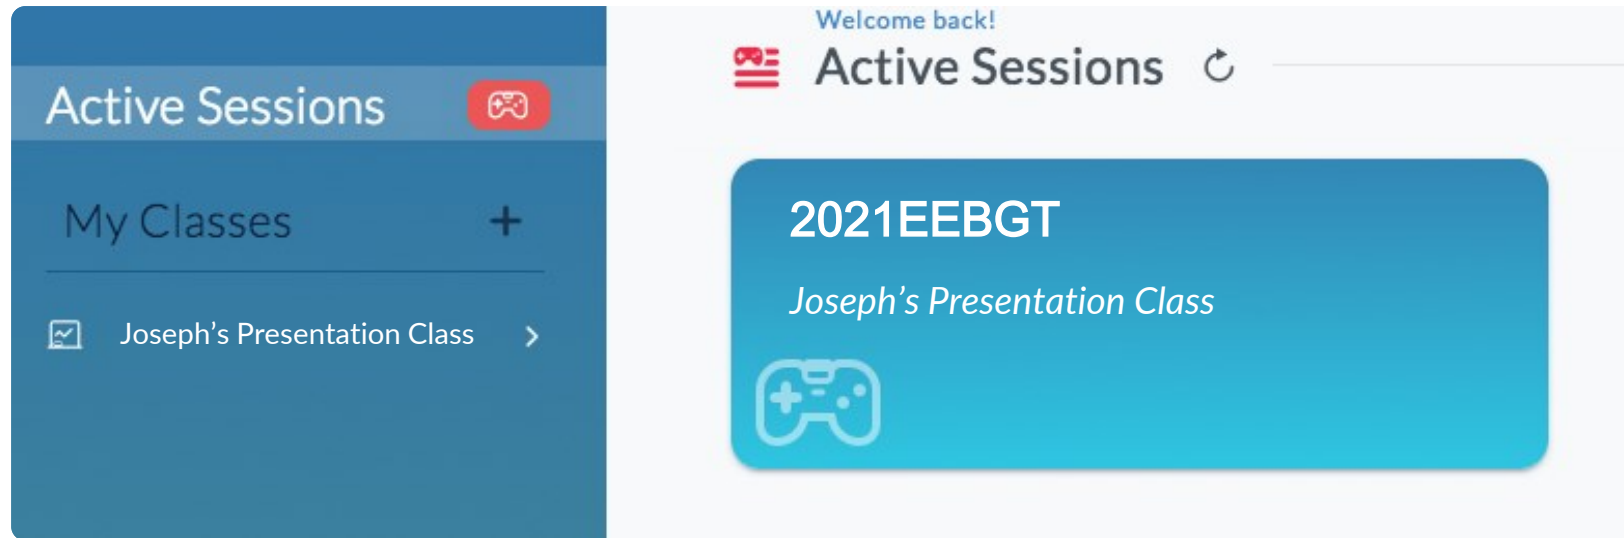 Active Sessions
My Classes +
Joseph’s Presentation Class
Welcome back!
Active Sessions
2021EEBGT
Joseph’s Presentation Class